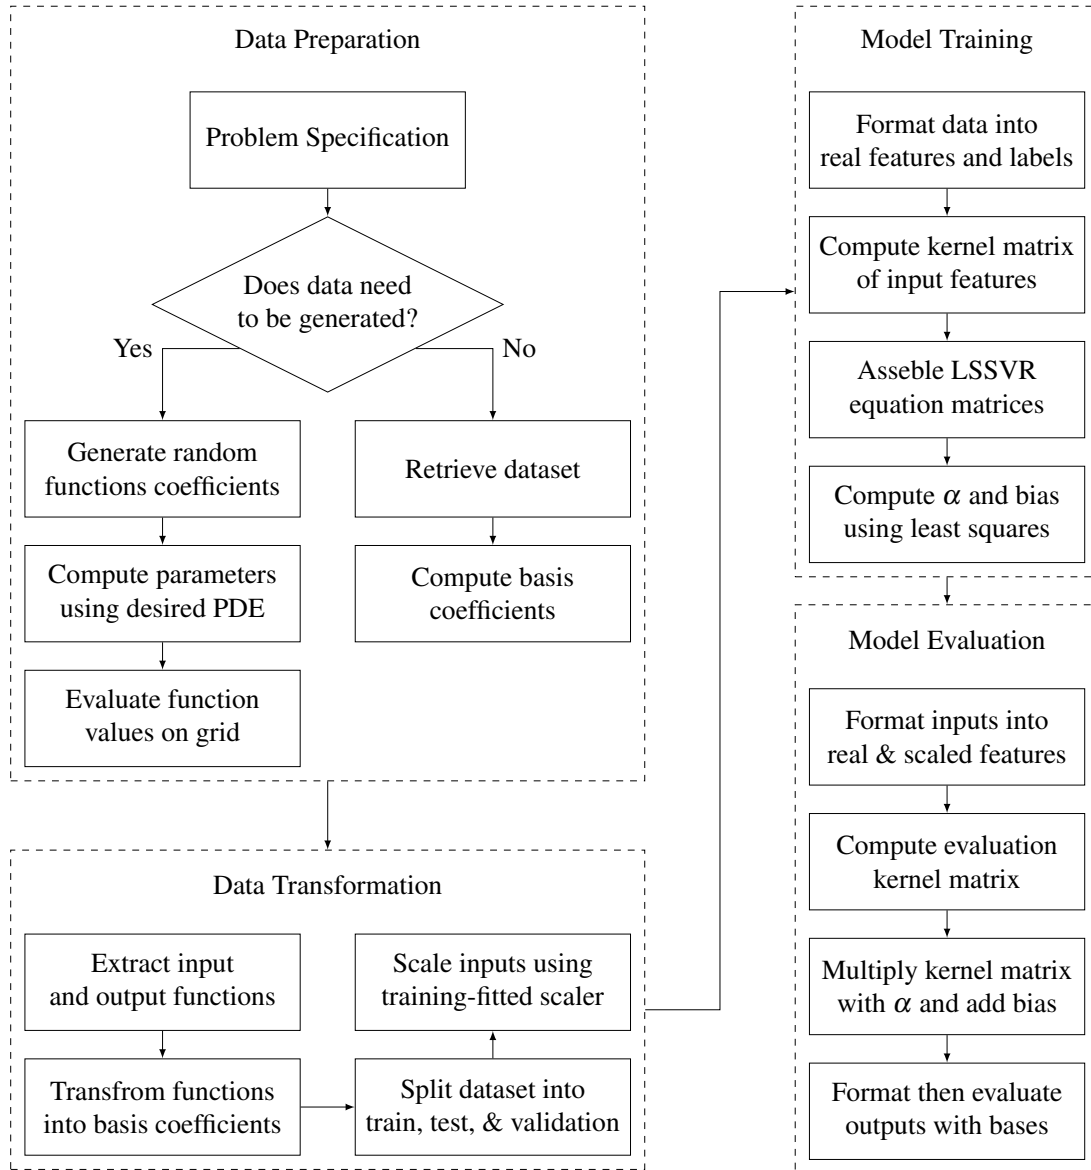 Data Preparation
Problem Specification
Does data need
to be generated?
Yes
No
Generate random
functions coefficients
Compute parameters
using desired PDE
Evaluate function
values on grid
Retrieve dataset
Compute basis
coefficients
Data Transformation
Extract input
and output functions
Transfrom functions
into basis coefficients
Split dataset into
train, test, & validation
Scale inputs using
training-fitted scaler
Model Training
Format data into
real features and labels
Compute kernel matrix
of input features
Asseble LSSVR
equation matrices
Compute α and bias
using least squares
Model Evaluation
Format inputs into
real & scaled features
Compute evaluation
kernel matrix
Multiply kernel matrix
with α and add bias
Format then evaluate
outputs with bases